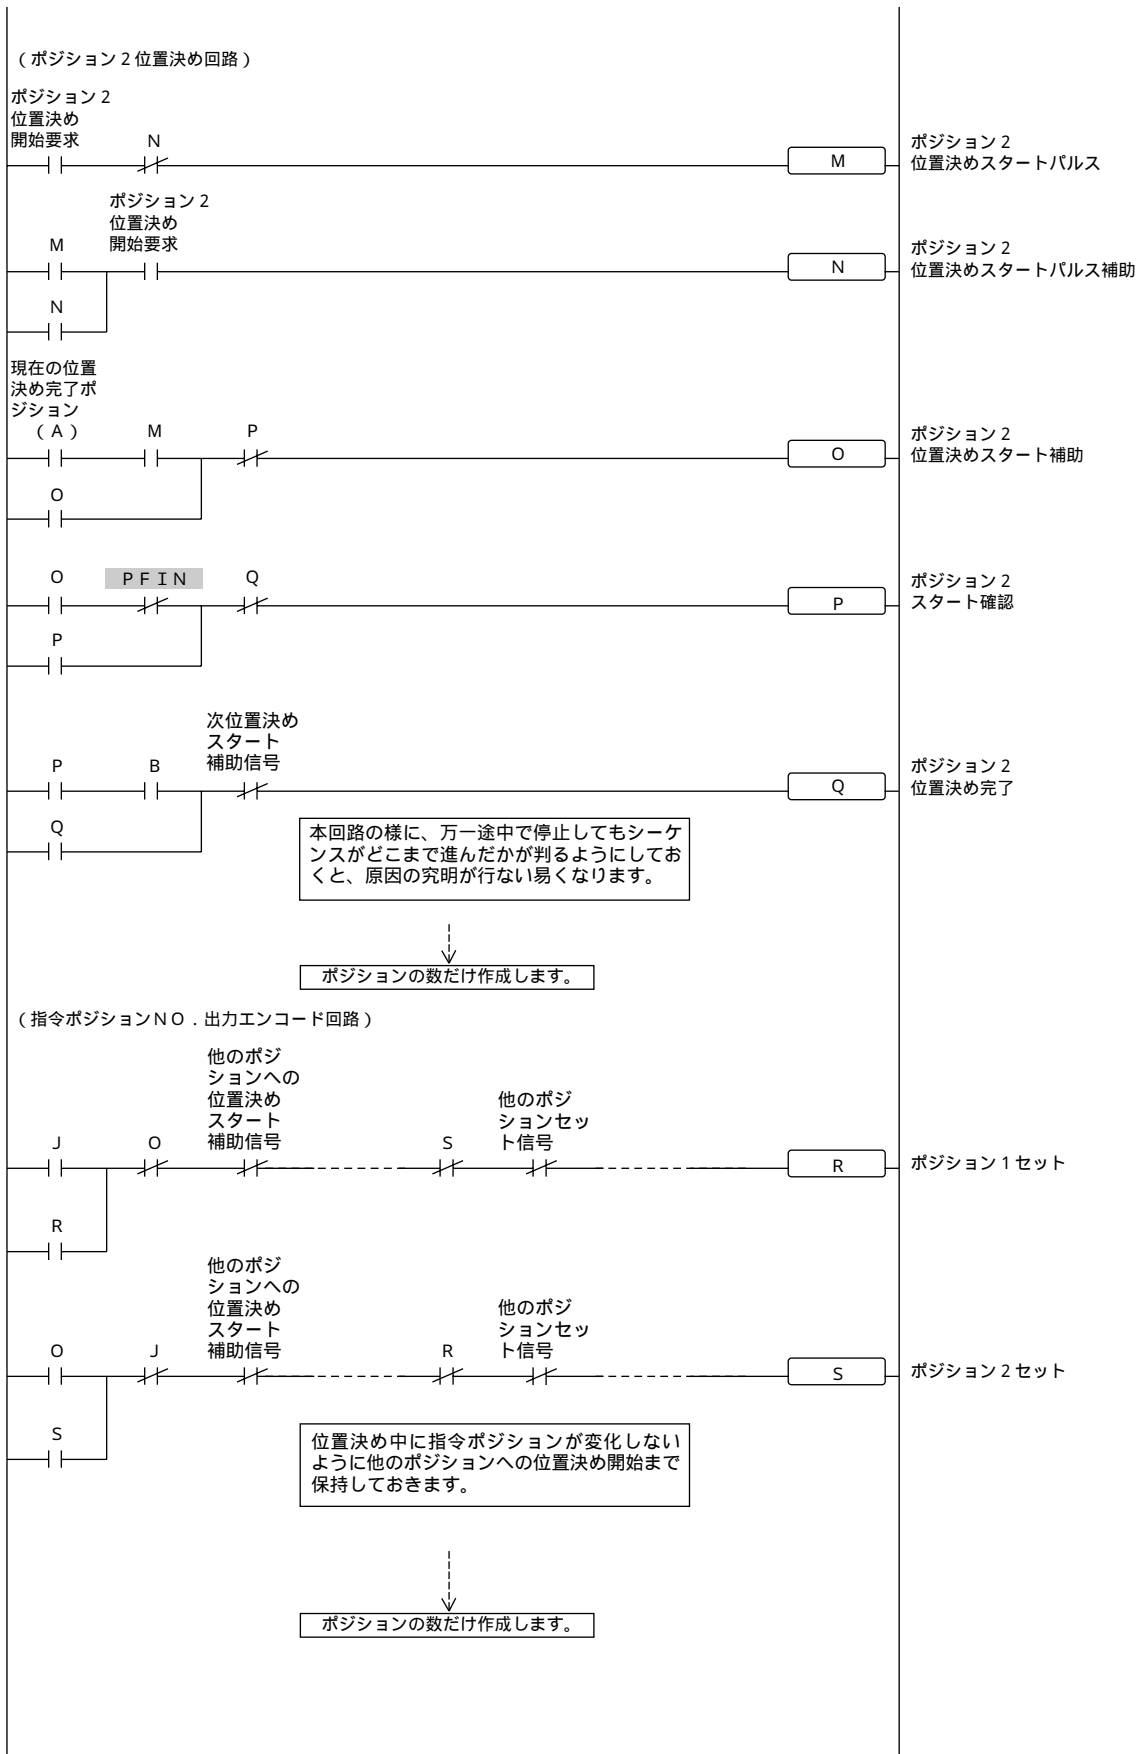 （ポジション２位置決め回路）
ポジション２
位置決め
開始要求
Ｎ
Ｍ
ポジション２
位置決めスタートパルス
ポジション２
位置決め
開始要求
Ｍ
Ｎ
ポジション２
位置決めスタートパルス補助
Ｎ
現在の位置
決め完了ポ
ジション
（Ａ）
Ｍ
Ｐ
Ｏ
ポジション２
位置決めスタート補助
Ｏ
Ｏ
ＰＦＩＮ
Ｑ
Ｐ
ポジション２
スタート確認
Ｐ
次位置決め
スタート
補助信号
Ｐ
Ｂ
Ｑ
ポジション２
位置決め完了
Ｑ
本回路の様に、万一途中で停止してもシーケ
ンスがどこまで進んだかが判るようにしてお
くと、原因の究明が行ない易くなります。
ポジションの数だけ作成します。
（指令ポジションＮＯ．出力エンコード回路）
他のポジ
ションへの
位置決め
スタート
補助信号
他のポジ
ションセッ
ト信号
Ｊ
Ｏ
Ｓ
Ｒ
ポジション１セット
Ｒ
他のポジ
ションへの
位置決め
スタート
補助信号
他のポジ
ションセッ
ト信号
Ｏ
Ｊ
Ｒ
Ｓ
ポジション２セット
Ｓ
位置決め中に指令ポジションが変化しない
ように他のポジションへの位置決め開始まで
保持しておきます。
ポジションの数だけ作成します。